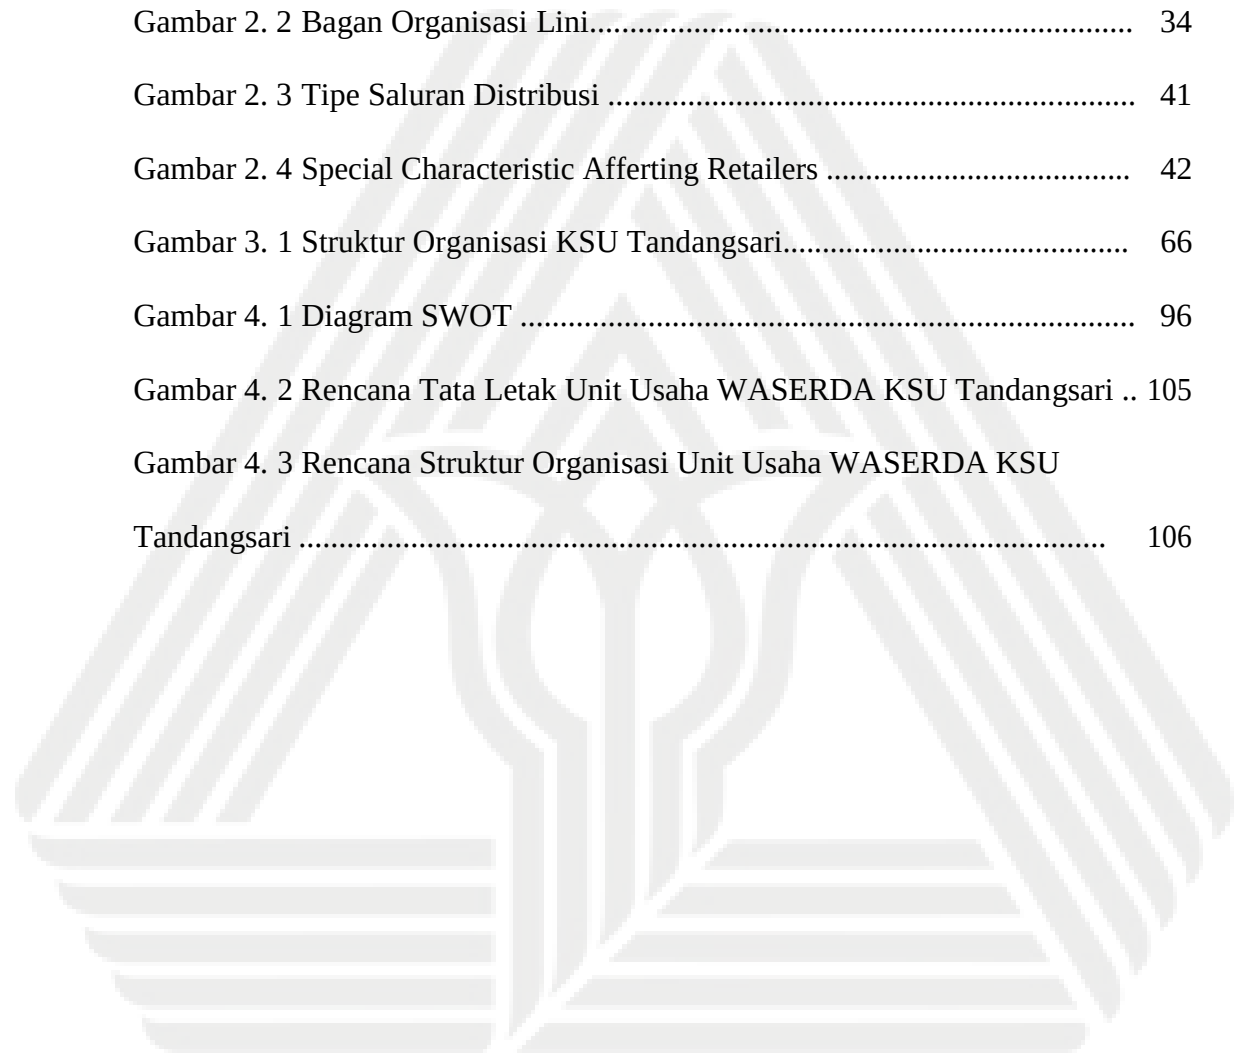 Gambar 2. 2 Bagan Organisasi Lini.................................................................... 34
Gambar 2. 3 Tipe Saluran Distribusi .................................................................. 41
Gambar 2. 4 Special Characteristic Afferting Retailers ...................................... 42
Gambar 3. 1 Struktur Organisasi KSU Tandangsari........................................... 66
Gambar 4. 1 Diagram SWOT ............................................................................. 96
Gambar 4. 2 Rencana Tata Letak Unit Usaha WASERDA KSU Tandangsari .. 105
Gambar 4. 3 Rencana Struktur Organisasi Unit Usaha WASERDA KSU
Tandangsari ..................................................................................................... 106